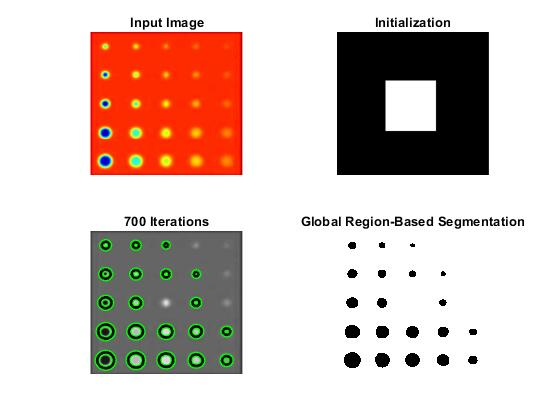 Input Image
Initialization
700 Iterations
Global Region-Based Segmentation